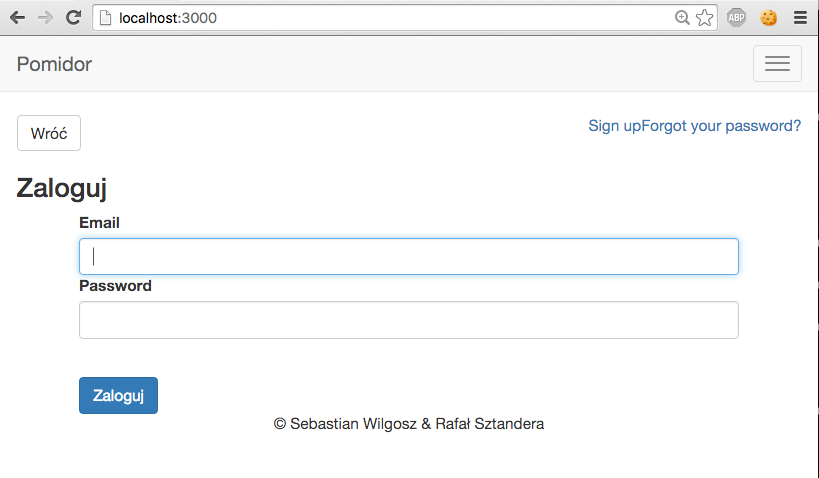 localhost:3000
ABP
Pomidor
Wróć
Sign upForgot your password?
Zaloguj
Email
Password
Zaloguj
© Sebastian Wilgosz & Rafał Sztandera